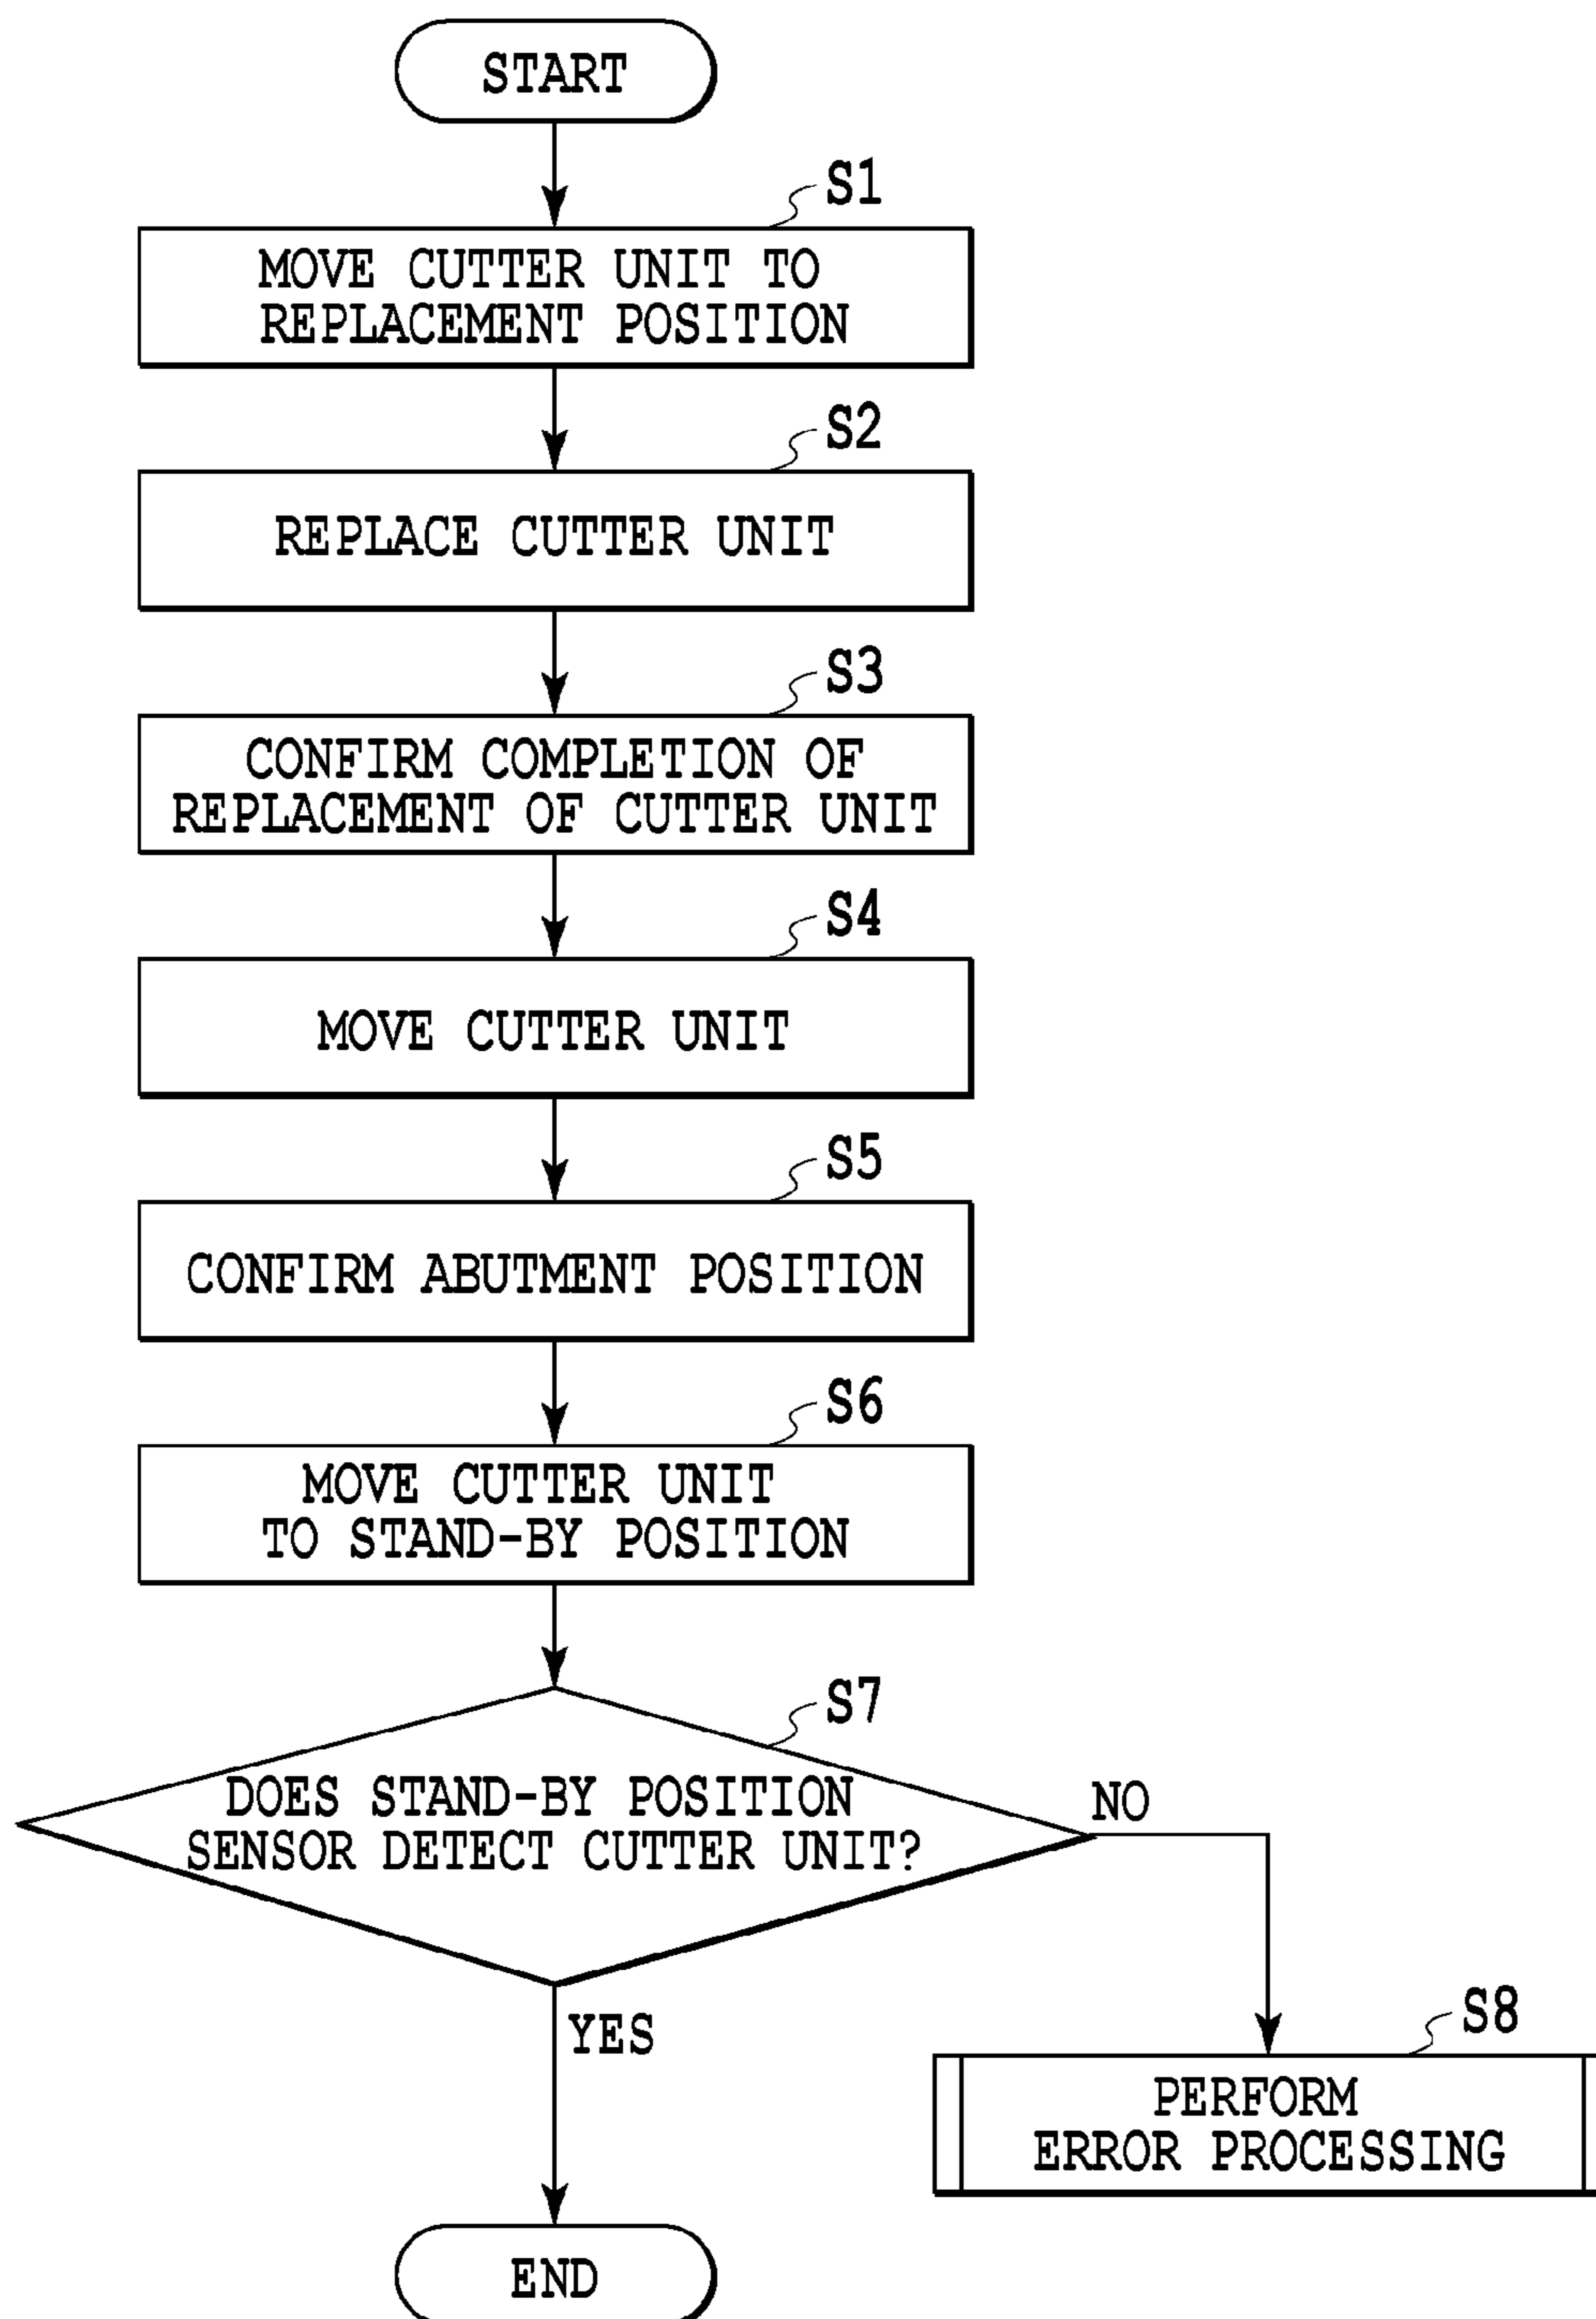 START
S1
MOVE CUTTER UNIT TO
REPLACEMENT POSITION
S2
REPLACE CUTTER UNIT
S3
CONFIRM COMPLETION OF
REPLACEMENT OF CUTTER UNIT
S4
MOVE CUTTER UNIT
S5
CONFIRM ABUTMENT POSITION
S6
MOVE CUTTER UNIT
TO STAND-BY POSITION
S7
DOES STAND-BY POSITION
SENSOR DETECT CUTTER UNIT?
NO
YES
S8
PERFORM
ERROR PROCESSING
END